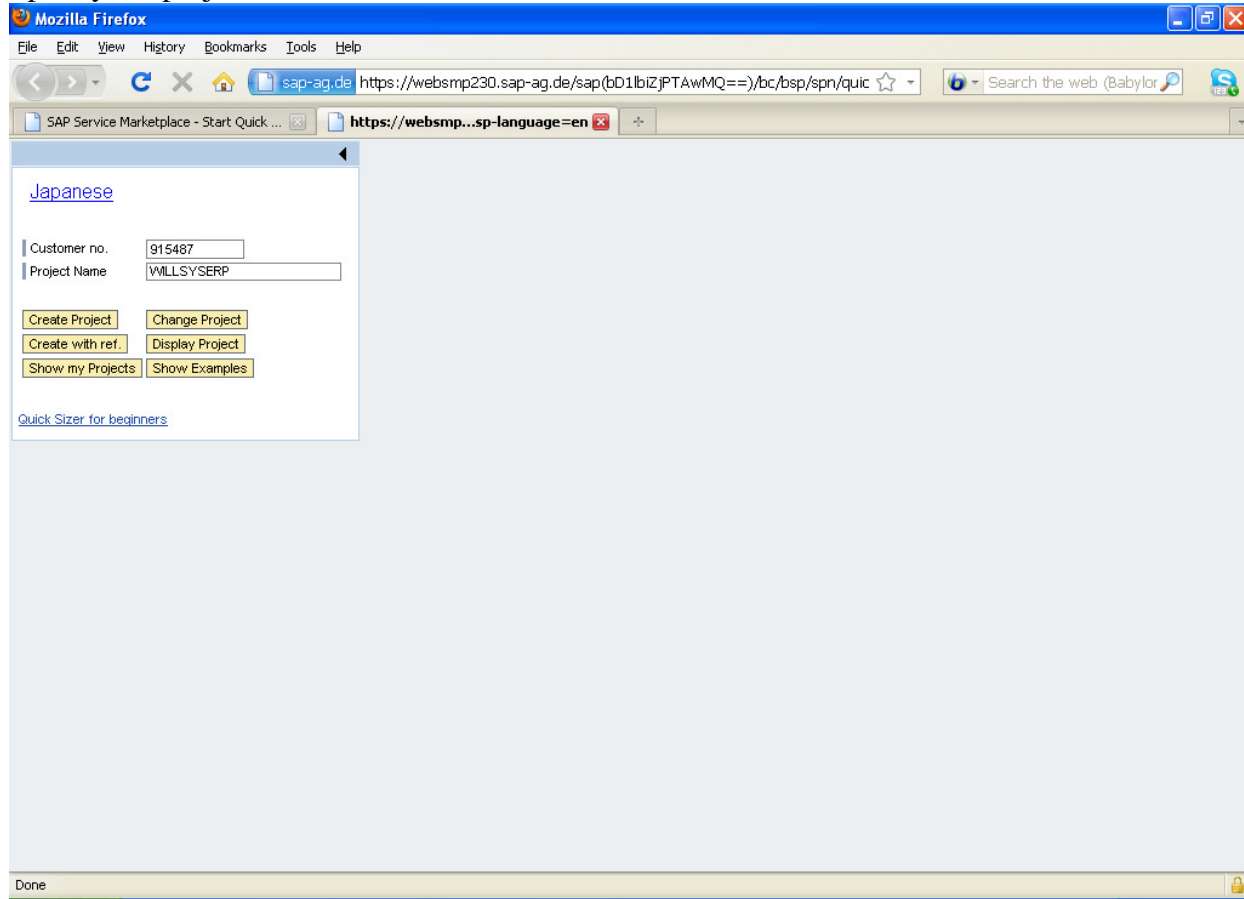 Mozilla Firefox
File Edit View History Bookmarks Tools Help
sap-ag.de https://websmp230.sap-ag.de/sap(bD1lbiZjPTAwMQ==)/bc/bsp/spn/quic Search the web (Babylor
SAP Service Marketplace - Start Quick ... https://websmp...sp-language=en
Japanese
Customer no. 915487
Project Name WILLSYSERP
Create Project Change Project
Create with ref. Display Project
Show my Projects Show Examples
Quick Sizer for beginners
Done